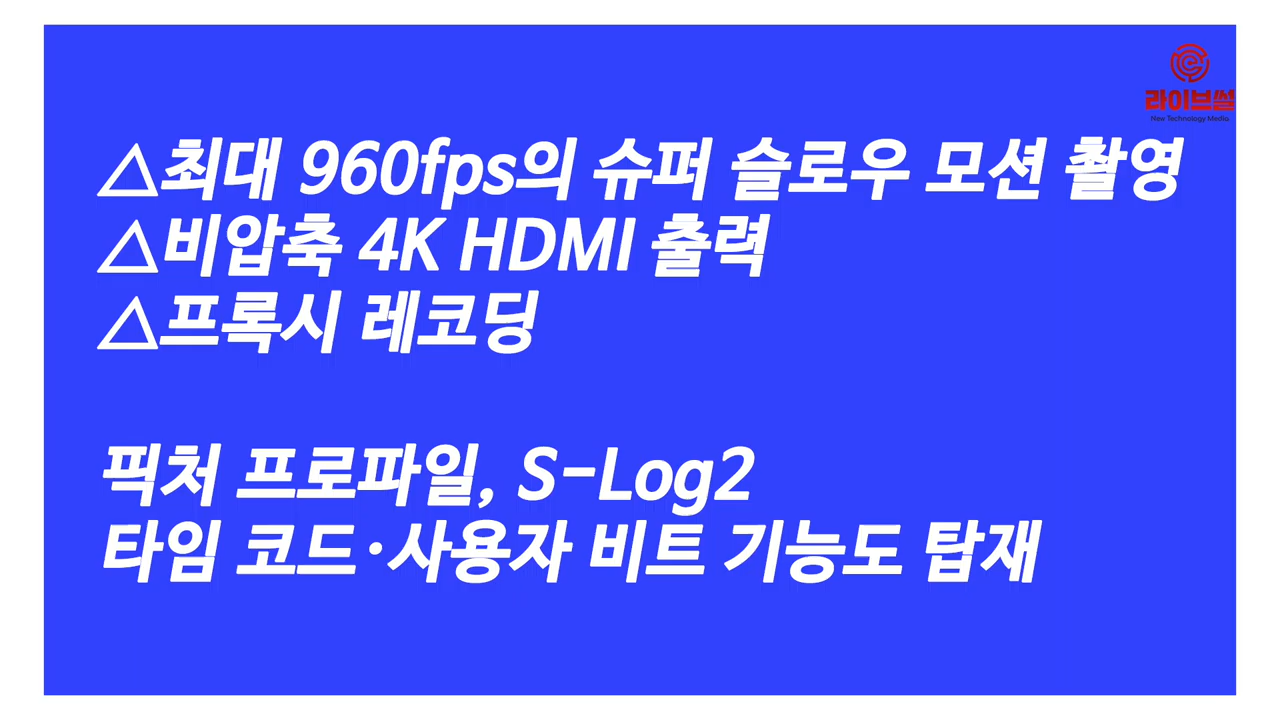 라이브썰
New Technology Media
△최대 960fps의 슈퍼 슬로우 모션 촬영
△비압축 4K HDMI 출력
△프록시 레코딩
픽처 프로파일, S-Log2
타임 코드·사용자 비트 기능도 탑재